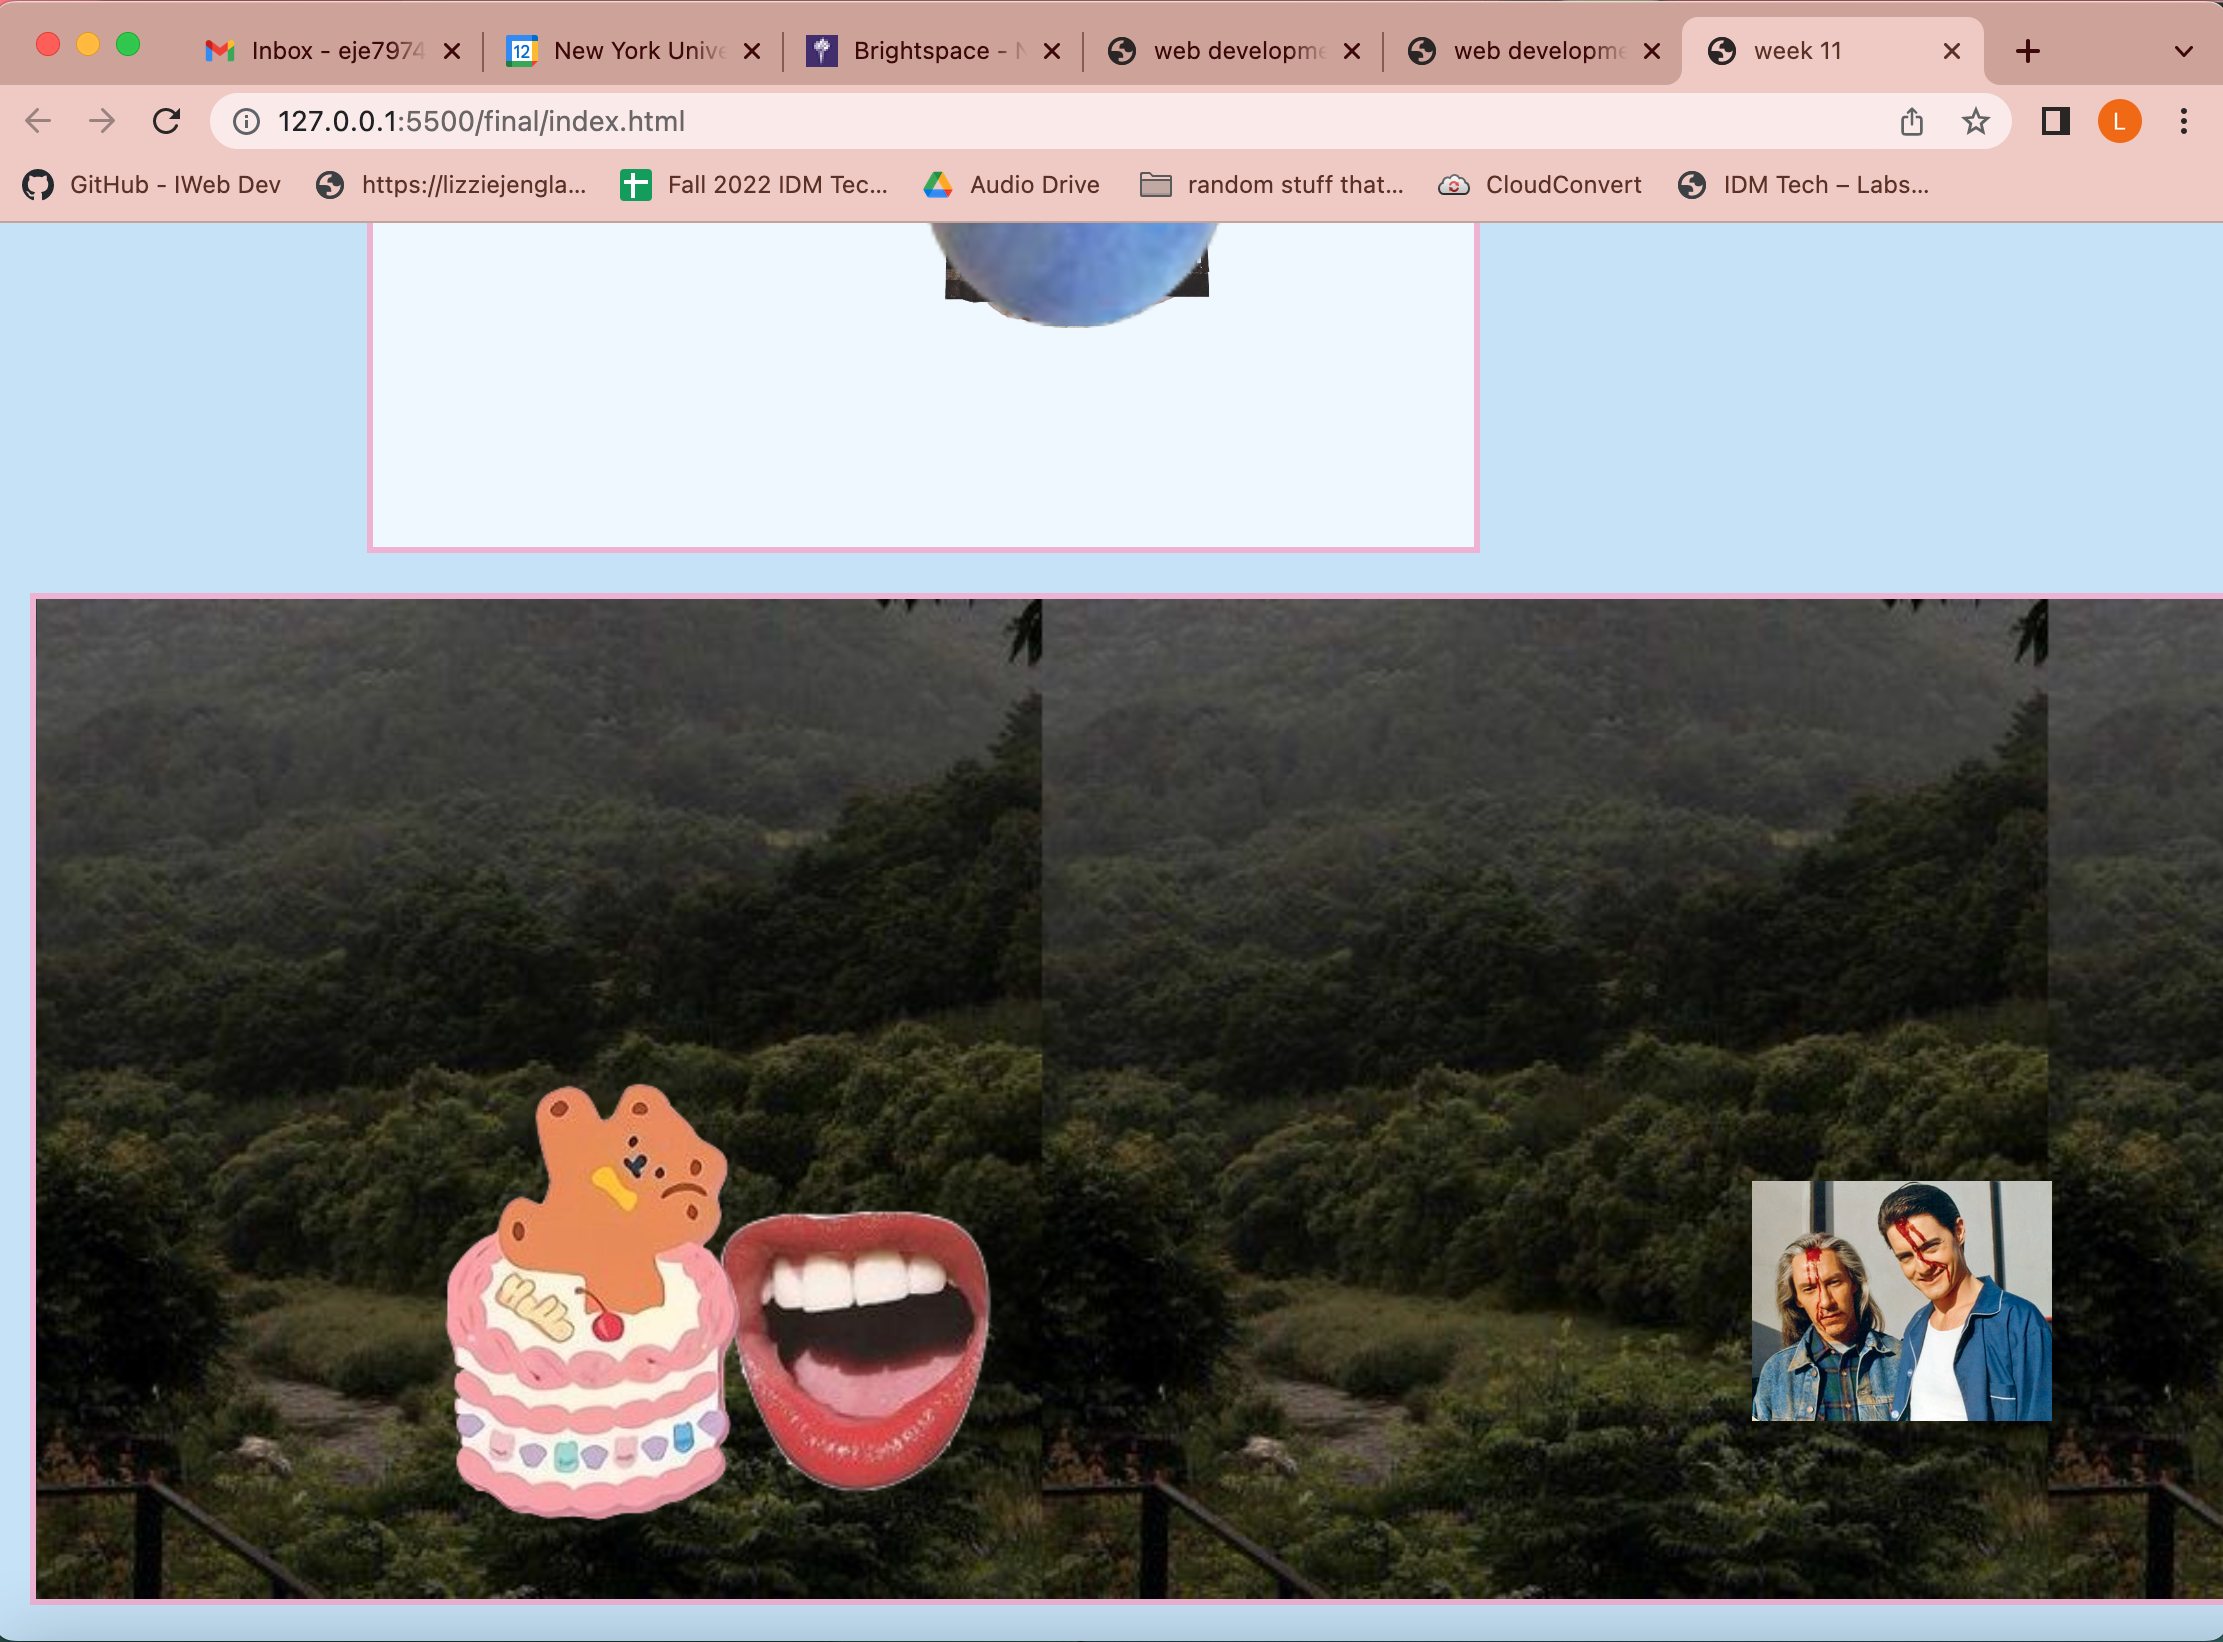 Inbox - eje7974
12
New York Unive
Brightspace - N
web developme
web developme
week 11
127.0.0.1:5500/final/index.html
L
GitHub - IWeb Dev
https://lizziejengla...
Fall 2022 IDM Tec...
Audio Drive
random stuff that...
CloudConvert
IDM Tech – Labs...